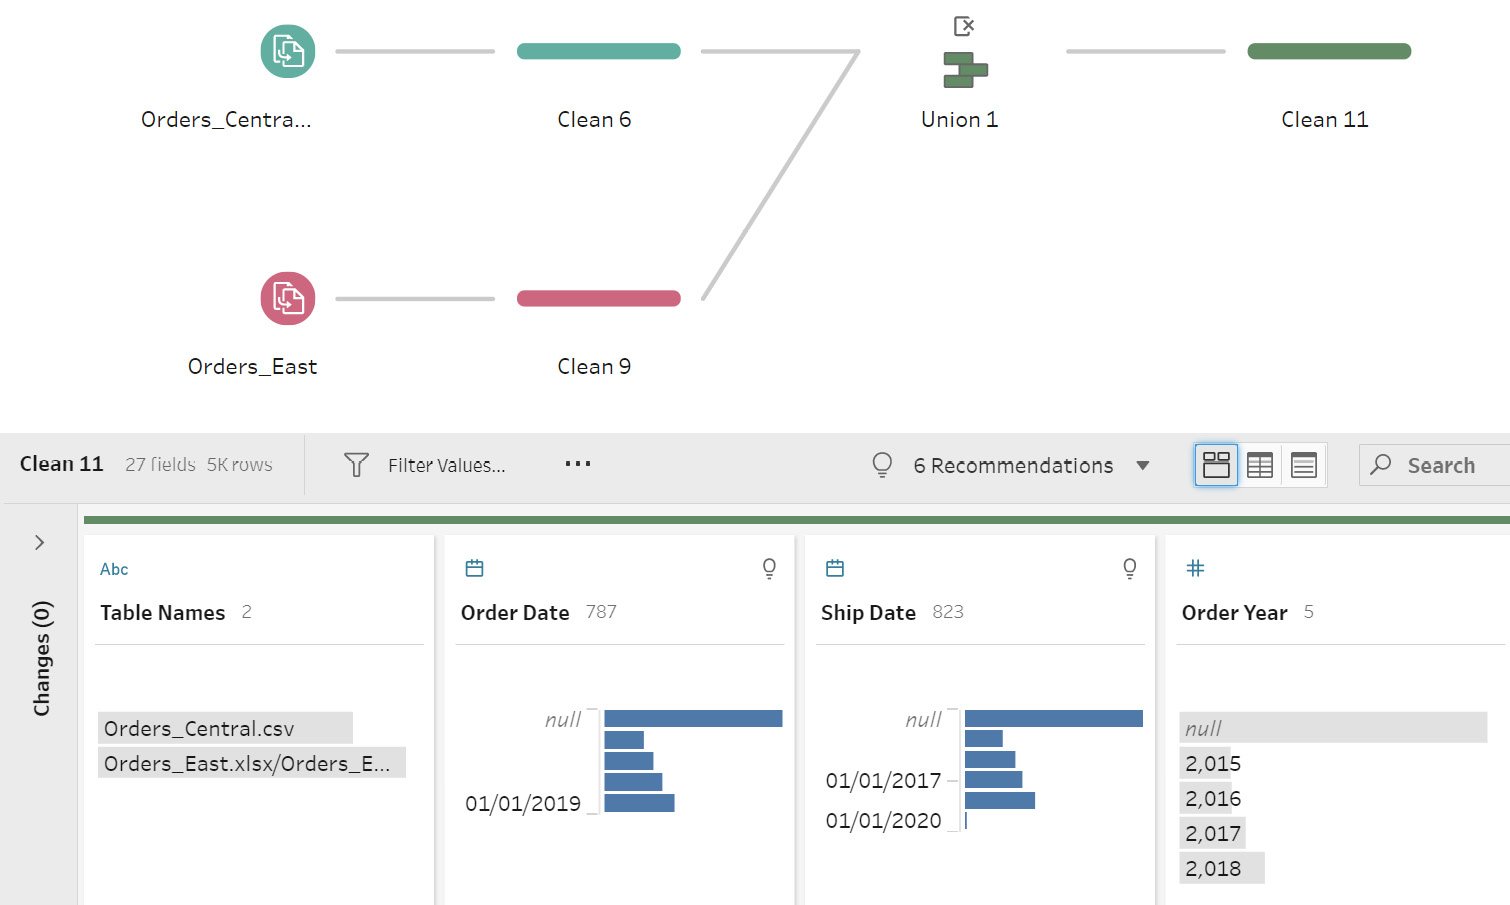 Orders_Centra...
Clean 6
Union 1
Clean 11
Orders_East
Clean 9
Clean 11 27 fields 5K rows Filter Values... ... 6 Recommendations Search
Changes (0)
Abc
Table Names 2
Orders_Central.csv
Orders_East.xlsx/Orders_E...
Order Date 787
null
01/01/2019
Ship Date 823
null
01/01/2017
01/01/2020
#
Order Year 5
null
2,015
2,016
2,017
2,018